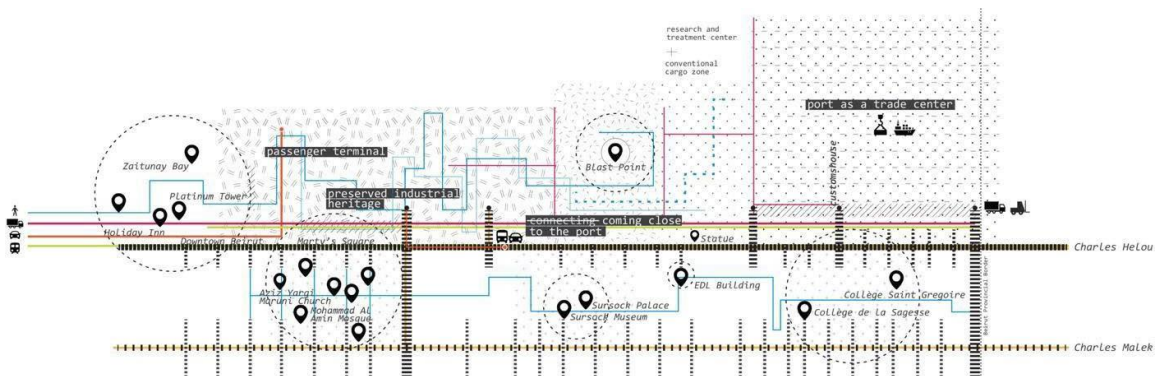 research and
treatment center
conventional
cargo zone
port as a trade center
passenger terminal
Zaitunay Bay
Blast Point
customshouse
preserved industrial
heritage
Platinum Tower
connecting coming close
to the port
Holiday Inn
Downtown Beirut
Marty's Square
Statue
Charles Helou
Aziz Yargi
Maruni Church
EDL Building
Collège Saint Gregoire
Beirut Provincial Border
Sursock Palace
Sursock Museum
Mohammad Al
Amin Mosque
Collège de la Sagesse
Charles Malek